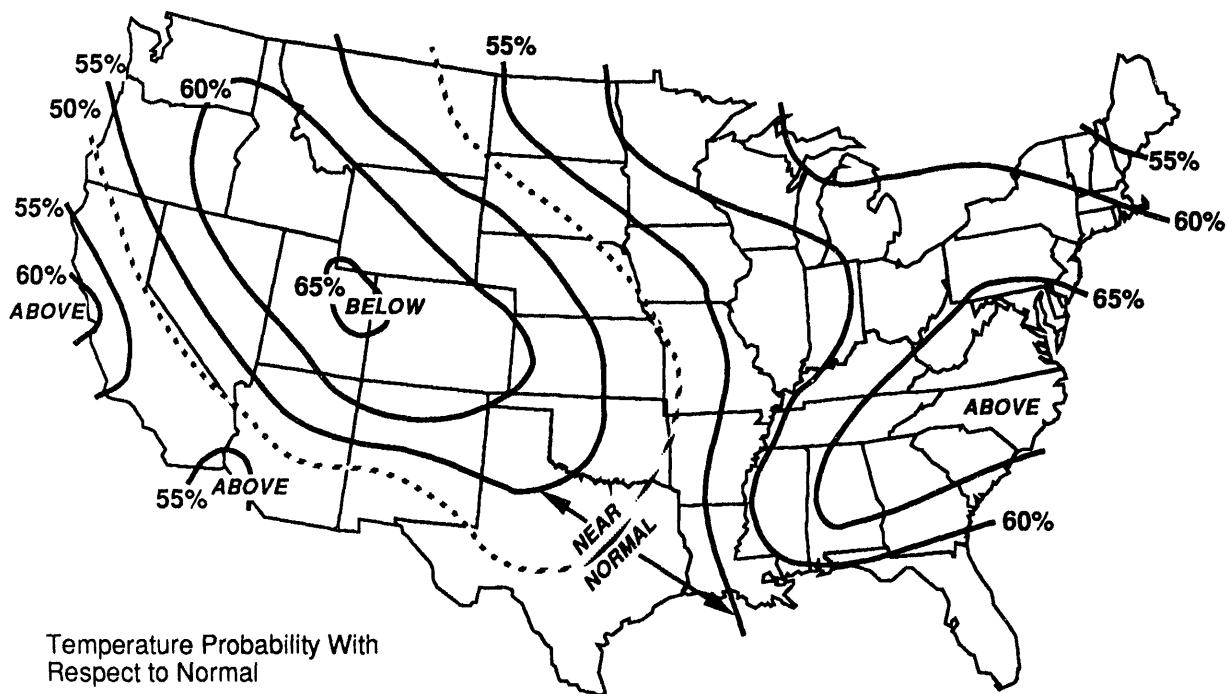 55%
55%
60%
50%
55%
55%
60%
60%
65%
BELOW
ABOVE
65%
ABOVE
55%
ABOVE
NEAR
NORMAL
60%
Temperature Probability With
Respect to Normal